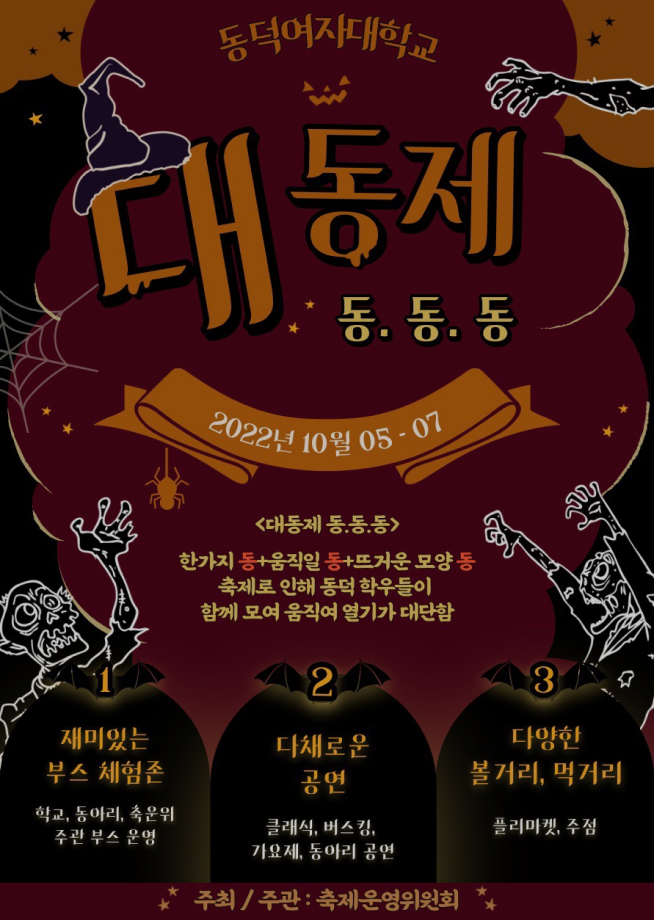 동덕여자대학교
대동제
동. 동. 동
2022년 10월 05 - 07
<대동제 동.동.동>
한가지 동+움직일 동+뜨거운 모양 동
축제로 인해 동덕 학우들이
함께 모여 움직여 열기가 대단함
1
재미있는
부스 체험존
학교, 동아리, 축운위
주관 부스 운영
2
다채로운
공연
클래식, 버스킹,
가요제, 동아리 공연
3
다양한
볼거리, 먹거리
플리마켓, 주점
주최 / 주관 : 축제운영위원회